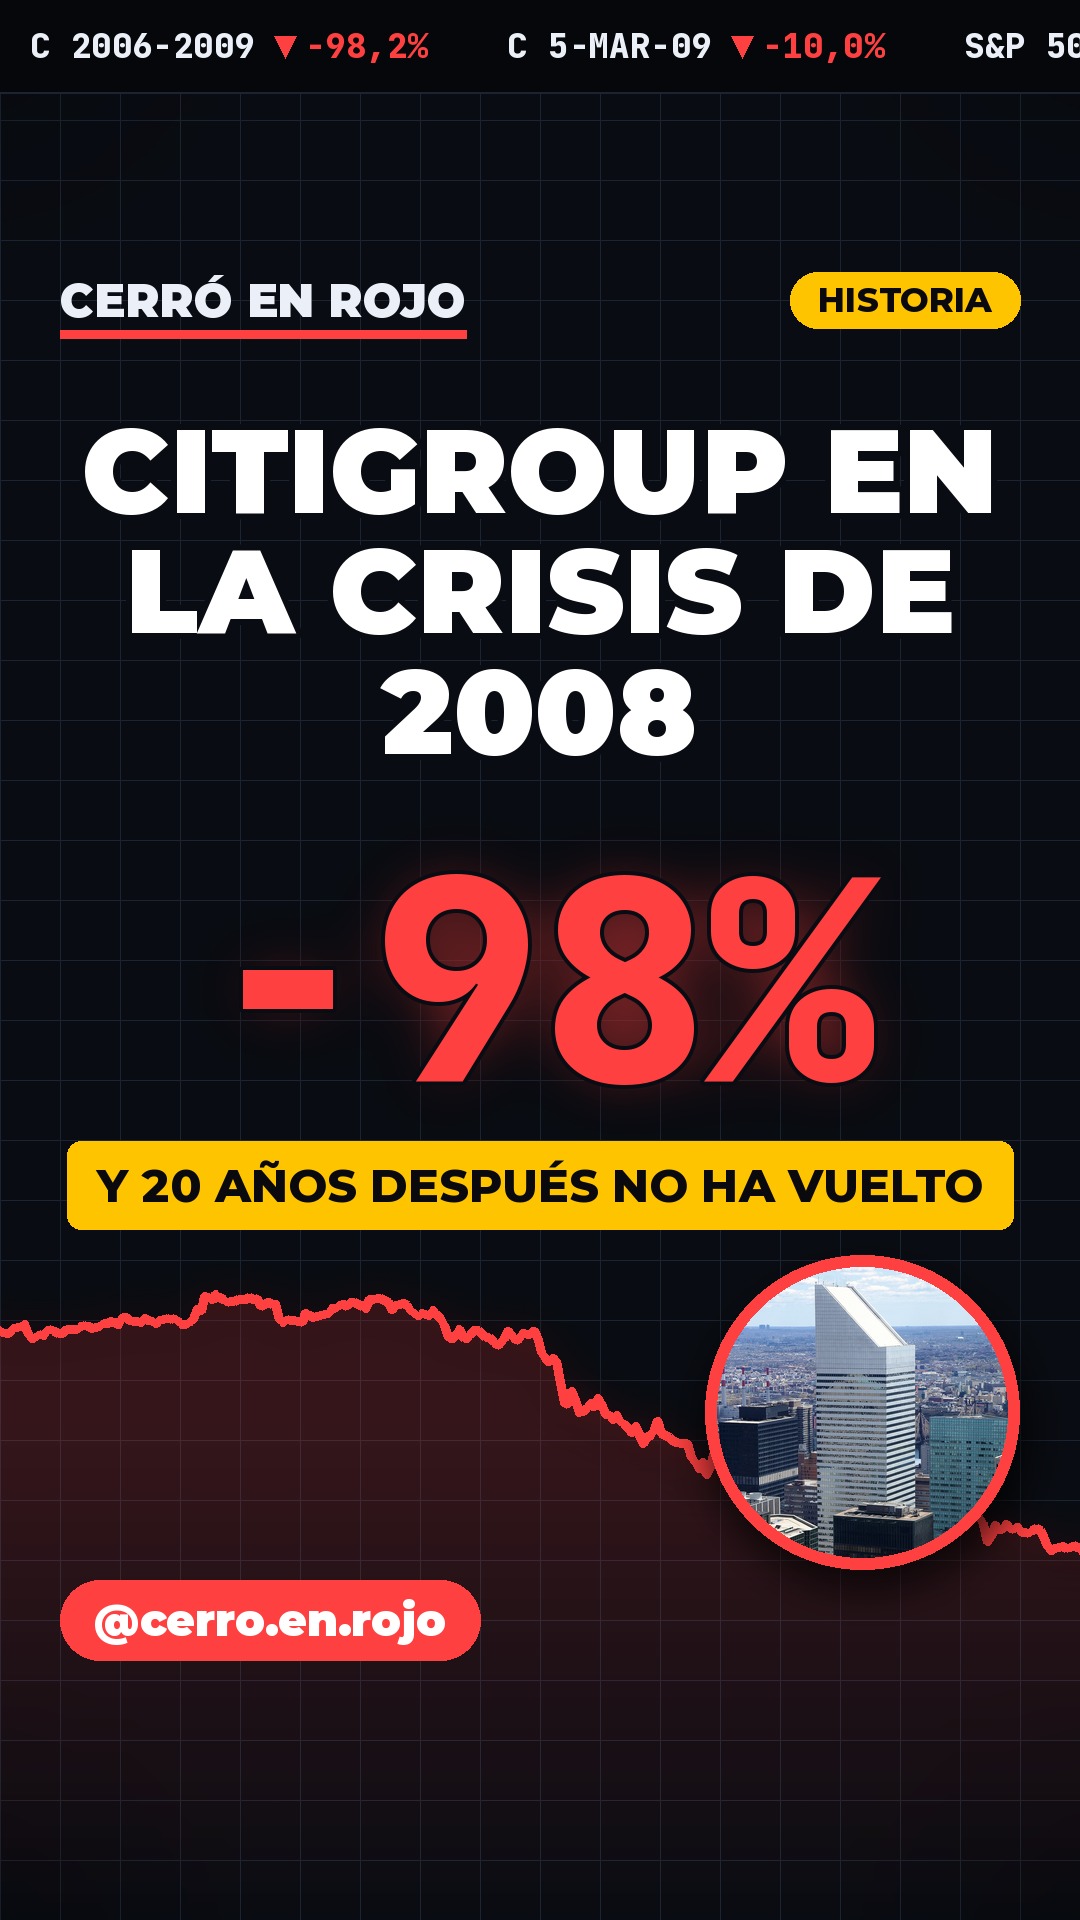 C 2006-2009 ▼ -98,2% C 5-MAR-09 ▼ -10,0% S&P 50
CERRÓ EN ROJO
HISTORIA
CITIGROUP EN
LA CRISIS DE
2008
-98%
Y 20 AÑOS DESPUÉS NO HA VUELTO
@cerro.en.rojo